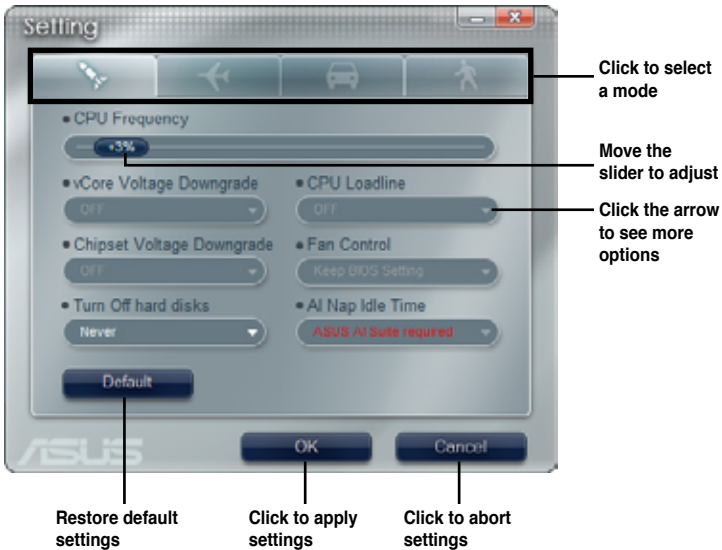 Setting
Click to select
a mode
CPU Frequency
+3%
Move the
slider to adjust
vCore Voltage Downgrade
CPU Loadline
OFF
OFF
Click the arrow
to see more
options
Chipset Voltage Downgrade
Fan Control
OFF
Keep BIOS Setting
Turn Off hard disks
AI Nap Idle Time
Never
ASUS AI Suite required
Default
ASUS
OK
Cancel
Restore default
settings
Click to apply
settings
Click to abort
settings